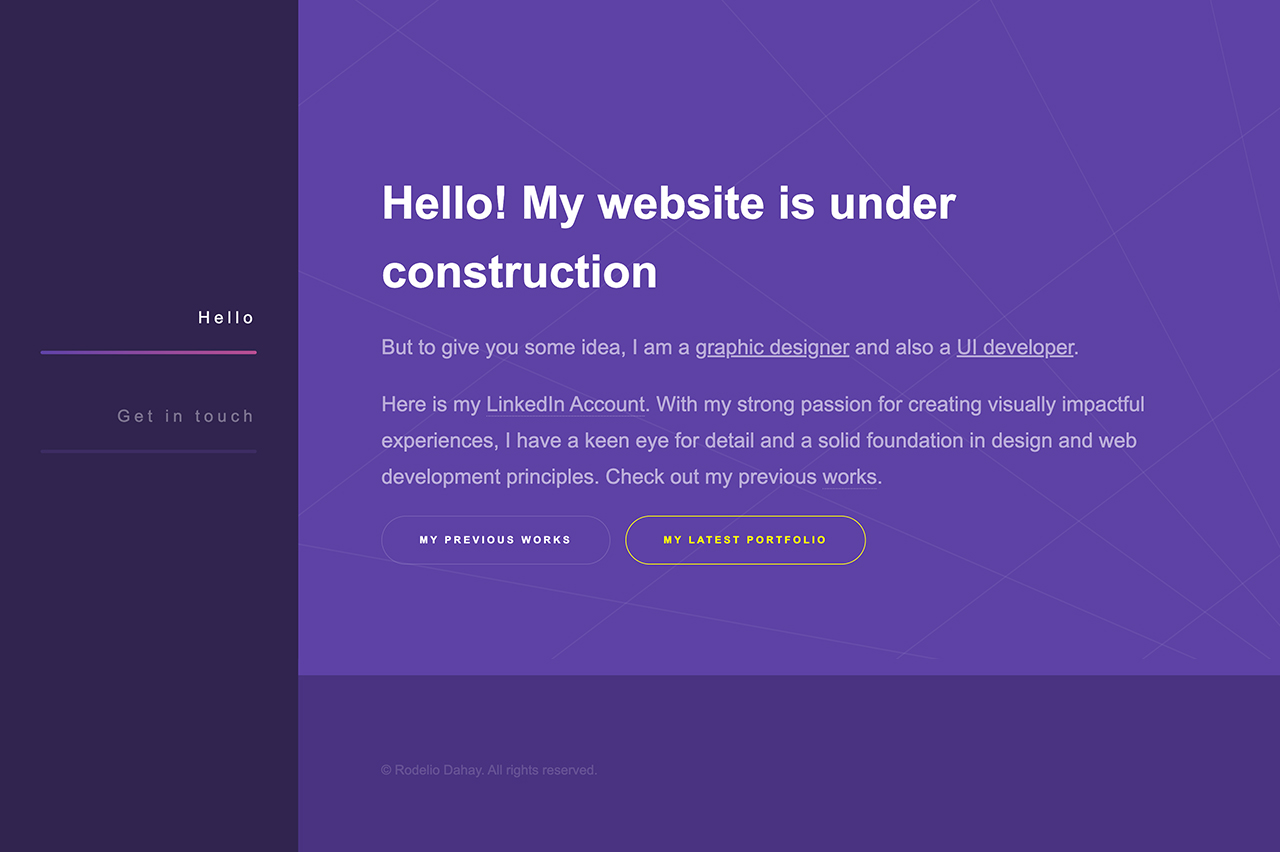 Hello
Get in touch
Hello! My website is under
construction
But to give you some idea, I am a graphic designer and also a UI developer.
Here is my LinkedIn Account. With my strong passion for creating visually impactful
experiences, I have a keen eye for detail and a solid foundation in design and web
development principles. Check out my previous works.
MY PREVIOUS WORKS
MY LATEST PORTFOLIO
© Rodelio Dahay. All rights reserved.